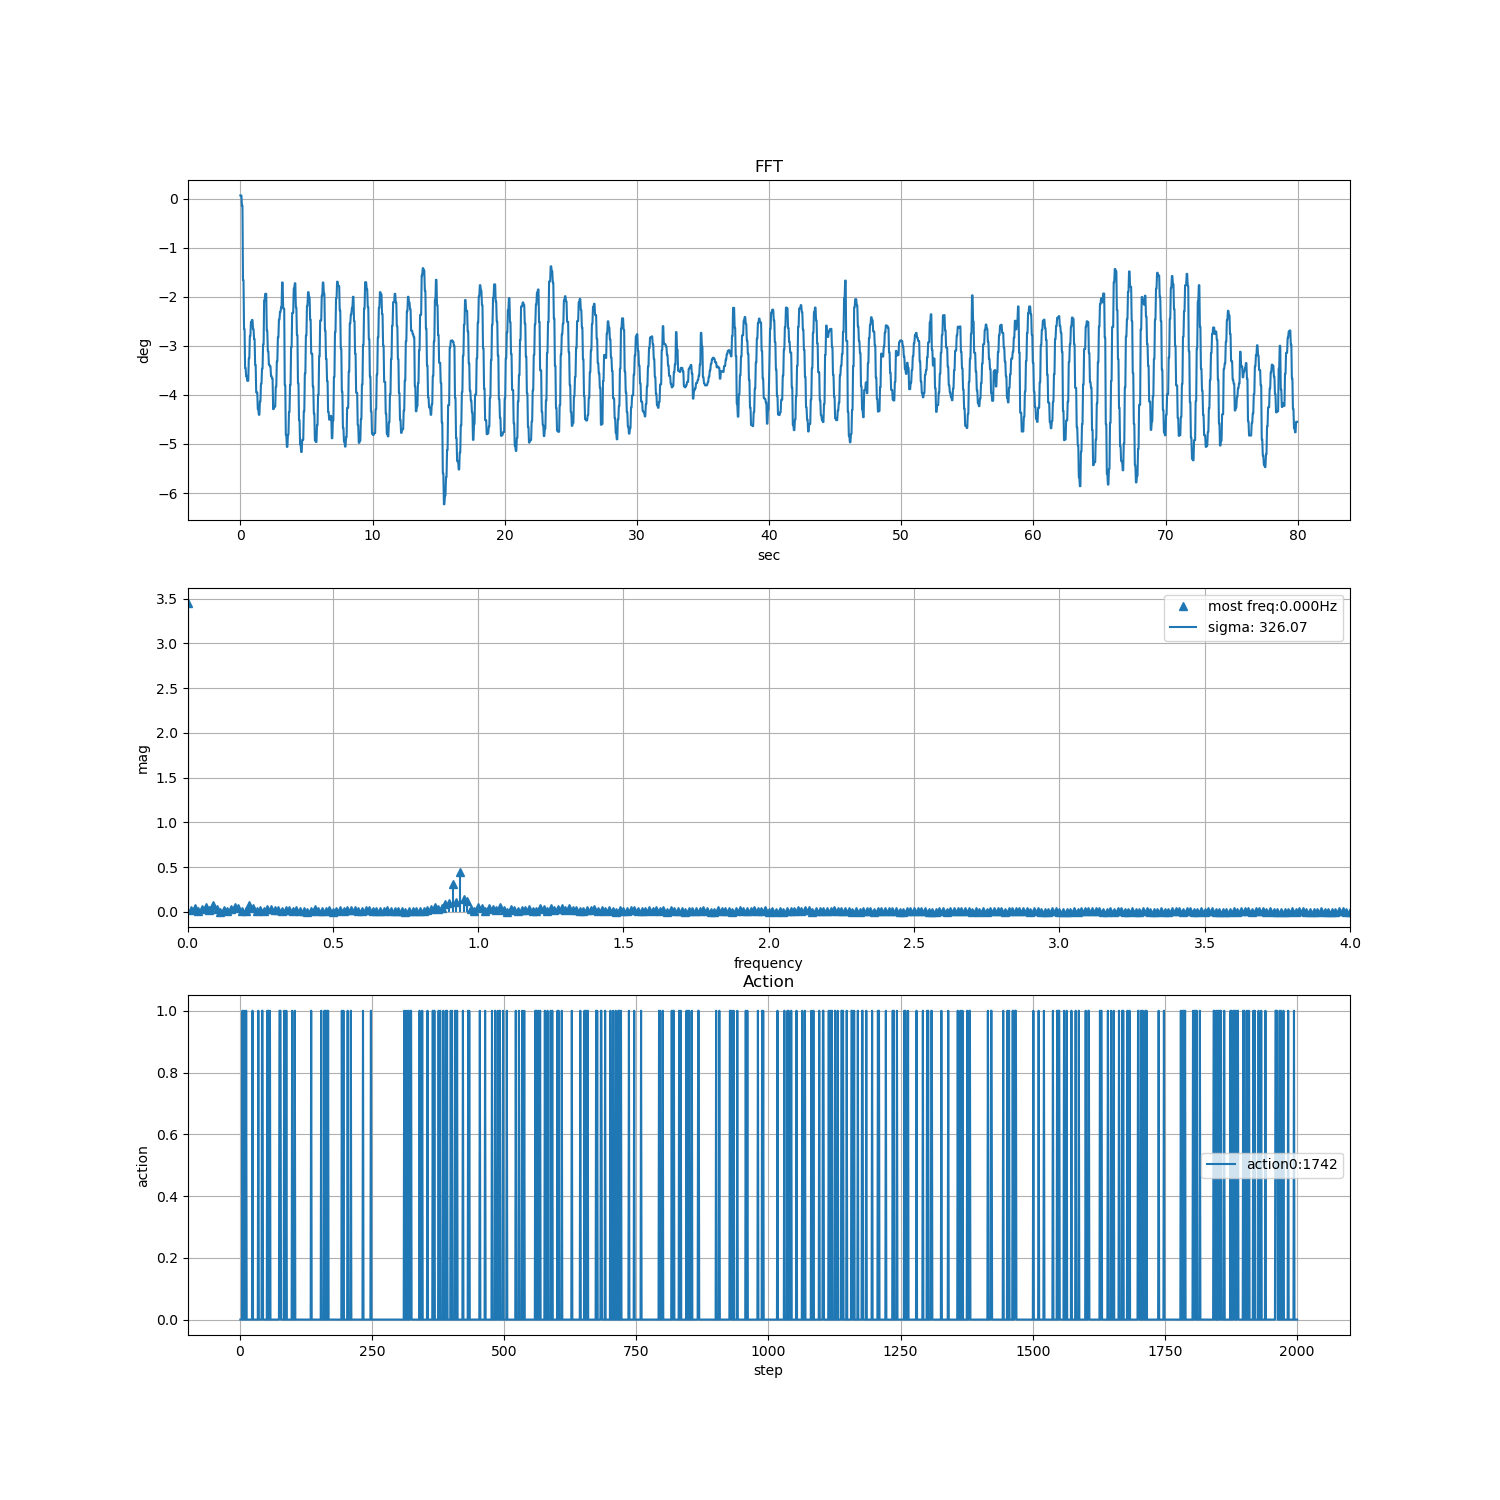 FFT
0
−1
−2
−3
−4
−5
−6
deg
0 10 20 30 40 50 60 70 80
sec
3.5
3.0
2.5
2.0
1.5
1.0
0.5
0.0
mag
most freq:0.000Hz
sigma: 326.07
0.0 0.5 1.0 1.5 2.0 2.5 3.0 3.5 4.0
frequency
Action
1.0
0.8
0.6
0.4
0.2
0.0
action
action0:1742
0 250 500 750 1000 1250 1500 1750 2000
step